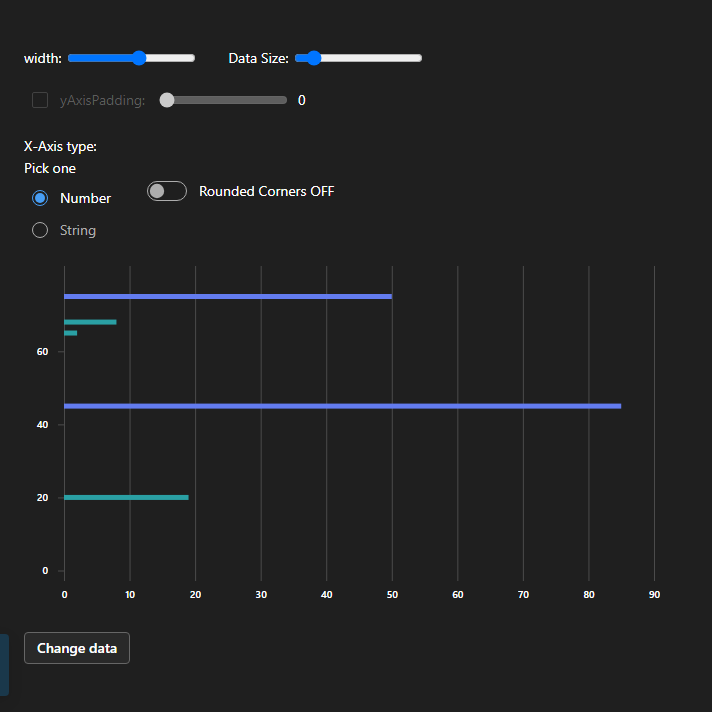 width: Data Size:
yAxisPadding: 0
X-Axis type:
Pick one
Number
Rounded Corners OFF
String
60
40
20
0
0 10 20 30 40 50 60 70 80 90
Change data